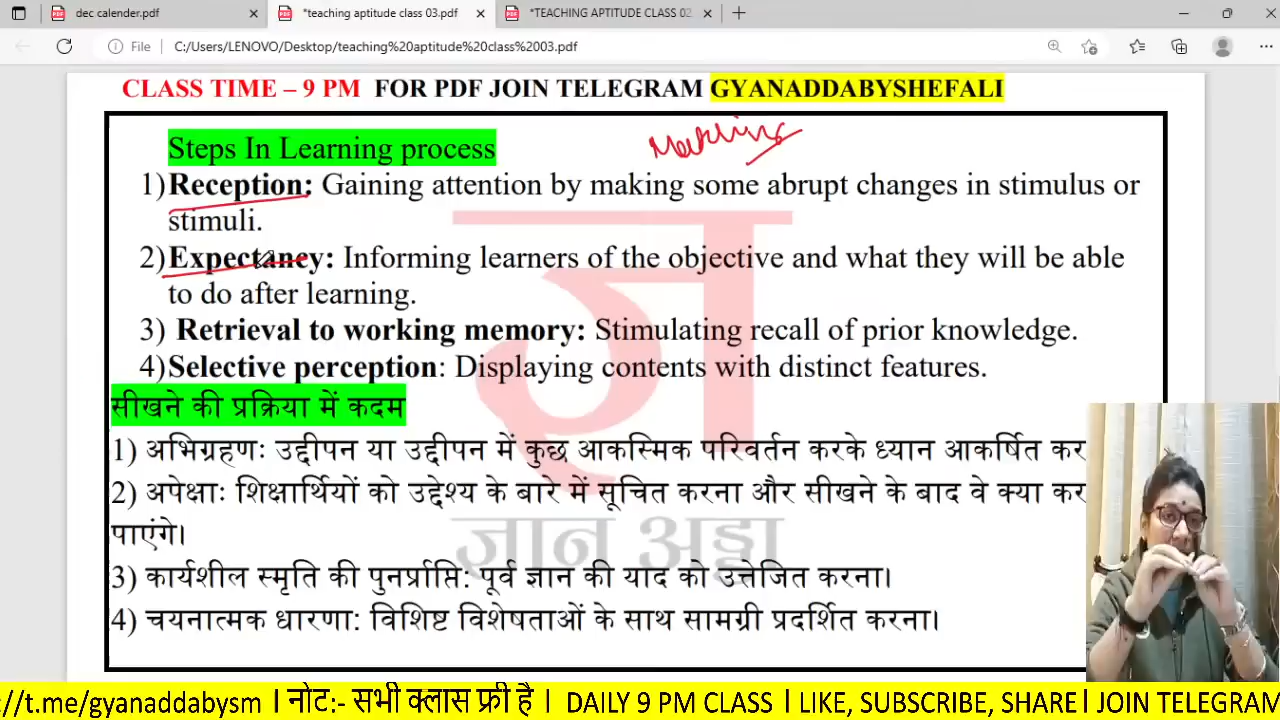 dec calender.pdf
*teaching aptitude class 03.pdf
*TEACHING APTITUDE CLASS 02.
File
C:/Users/LENOVO/Desktop/teaching%20aptitude%20class%2003.pdf
CLASS TIME – 9 PM FOR PDF JOIN TELEGRAM GYANADDABYSHEFALI
Steps In Learning process
1) Reception: Gaining attention by making some abrupt changes in stimulus or
stimuli.
2) Expectancy: Informing learners of the objective and what they will be able
to do after learning.
3) Retrieval to working memory: Stimulating recall of prior knowledge.
4) Selective perception: Displaying contents with distinct features.
सीखने की प्रक्रिया में कदम
1) अभिग्रहणः उद्दीपन या उद्दीपन में कुछ आकस्मिक परिवर्तन करके ध्यान आकर्षित कर
2) अपेक्षाः शिक्षार्थियों को उद्देश्य के बारे में सूचित करना और सीखने के बाद वे क्या कर
पाएंगे।
ज्ञान अड्डा
3) कार्यशील स्मृति की पुनर्प्राप्ति: पूर्व ज्ञान की याद को उत्तेजित करना।
4) चयनात्मक धारणा: विशिष्ट विशेषताओं के साथ सामग्री प्रदर्शित करना।
//t.me/gyanaddabysm । नोट:- सभी क्लास फ्री है । DAILY 9 PM CLASS । LIKE, SUBSCRIBE, SHARE। JOIN TELEGRAM